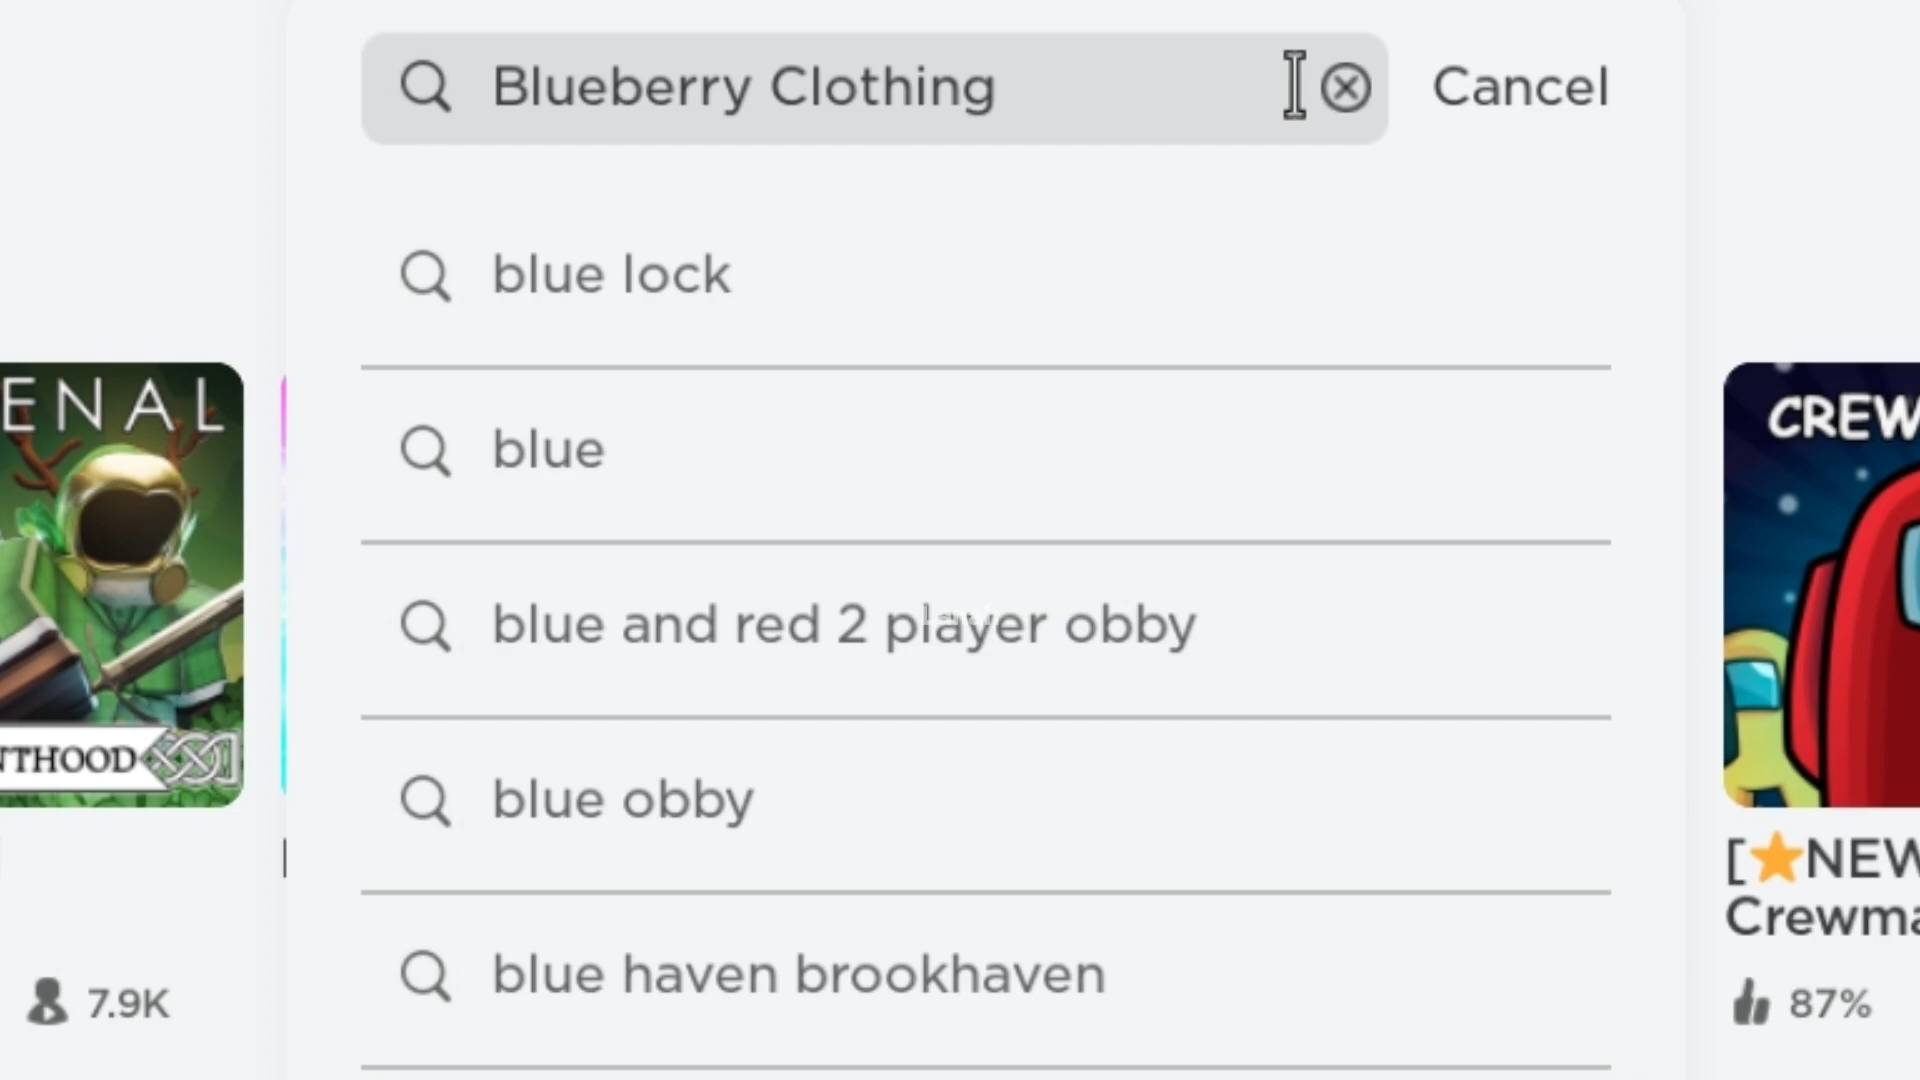 Blueberry Clothing
Cancel
blue lock
blue
blue and red 2 player obby
blue obby
blue haven brookhaven
ENAL
NTHOOD
7.9K
CREW
[⭐NEW
Crewma
87%